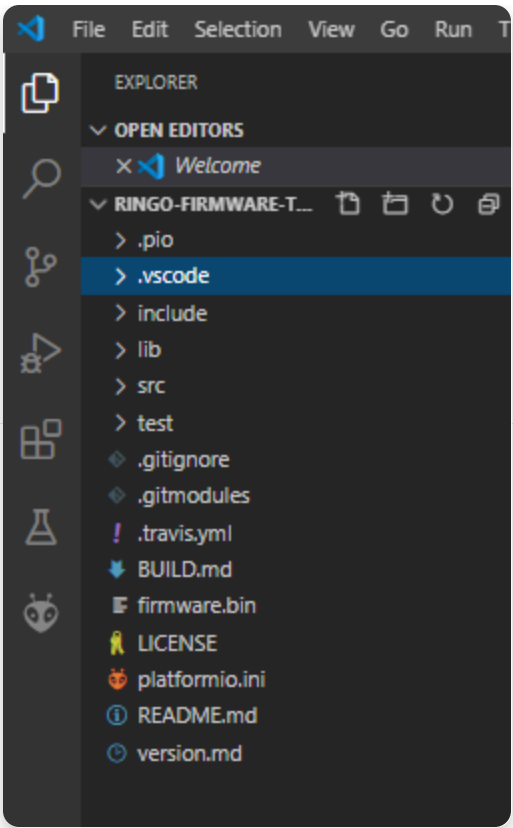 File Edit Selection View Go Run T
EXPLORER
OPEN EDITORS
Welcome
RINGO-FIRMWARE-T...
.pio
.vscode
include
lib
src
test
.gitignore
.gitmodules
.travis.yml
BUILD.md
firmware.bin
LICENSE
platformio.ini
README.md
version.md